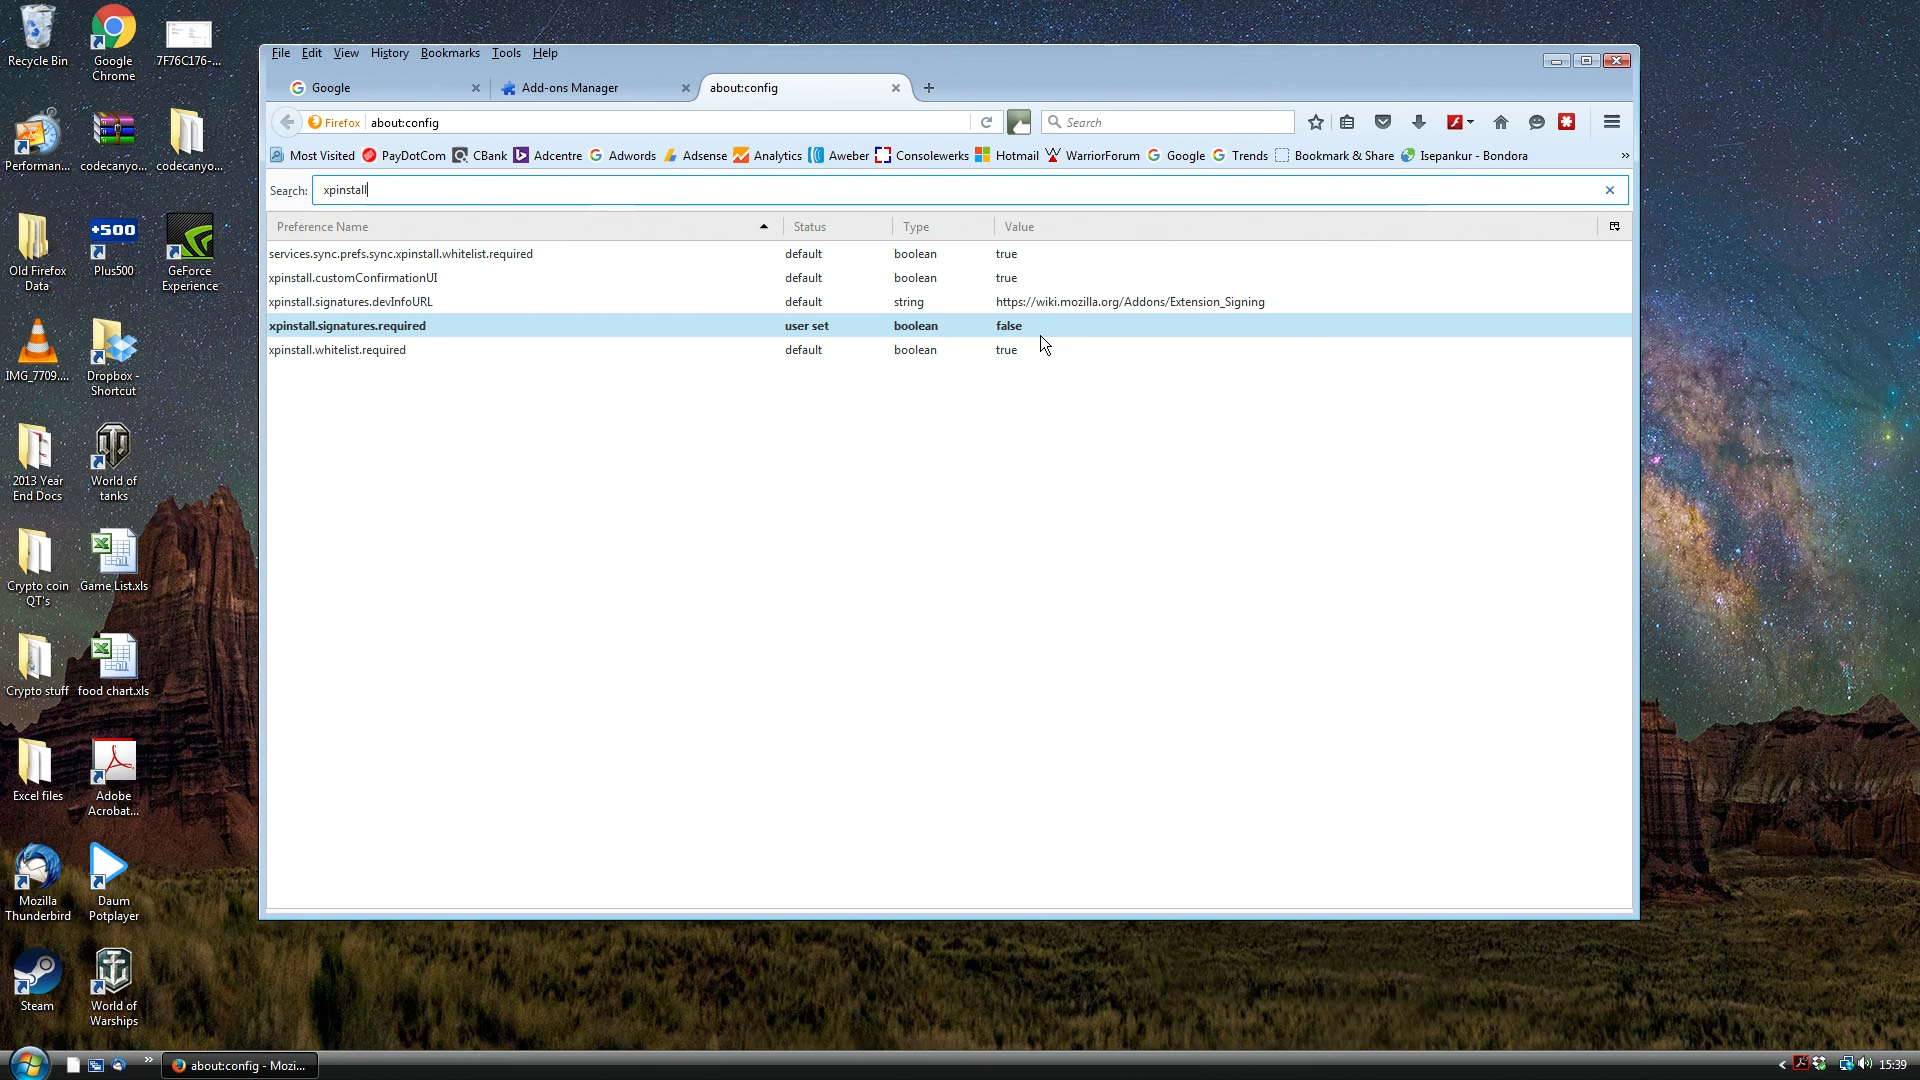 Recycle Bin
Google
Chrome
7F76C176-...
Performan...
codecanyo...
codecanyo...
Old Firefox
Data
+500
Plus500
GeForce
Experience
IMG_7709....
Dropbox -
Shortcut
2013 Year
End Docs
World of
tanks
Crypto coin
QT's
Game List.xls
Crypto stuff
food chart.xls
Excel files
Adobe
Acrobat...
Mozilla
Thunderbird
Daum
Potplayer
Steam
World of
Warships
File Edit View History Bookmarks Tools Help
Google
Add-ons Manager
about:config
Firefox about:config
Search
Most Visited PayDotCom CBank Adcentre Adwords Adsense Analytics Aweber Consolewerks Hotmail WarriorForum Google Trends Bookmark & Share Isepankur - Bondora »
Search: xpinstall
Preference Name Status Type Value
services.sync.prefs.sync.xpinstall.whitelist.required default boolean true
xpinstall.customConfirmationUI default boolean true
xpinstall.signatures.devInfoURL default string https://wiki.mozilla.org/Addons/Extension_Signing
xpinstall.signatures.required user set boolean false
xpinstall.whitelist.required default boolean true
» about:config - Mozi... 15:39